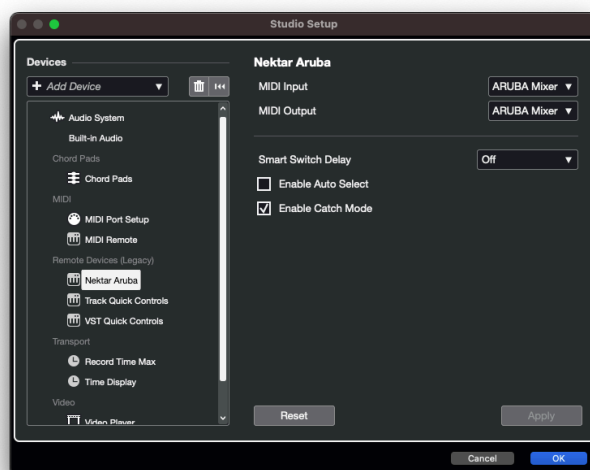 Studio Setup
Devices
+ Add Device
Audio System
Built-in Audio
Chord Pads
Chord Pads
MIDI
MIDI Port Setup
MIDI Remote
Remote Devices (Legacy)
Nektar Aruba
Track Quick Controls
VST Quick Controls
Transport
Record Time Max
Time Display
Video
Video Player
Nektar Aruba
MIDI Input ARUBA Mixer
MIDI Output ARUBA Mixer
Smart Switch Delay Off
Enable Auto Select
Enable Catch Mode
Reset Apply
Cancel OK